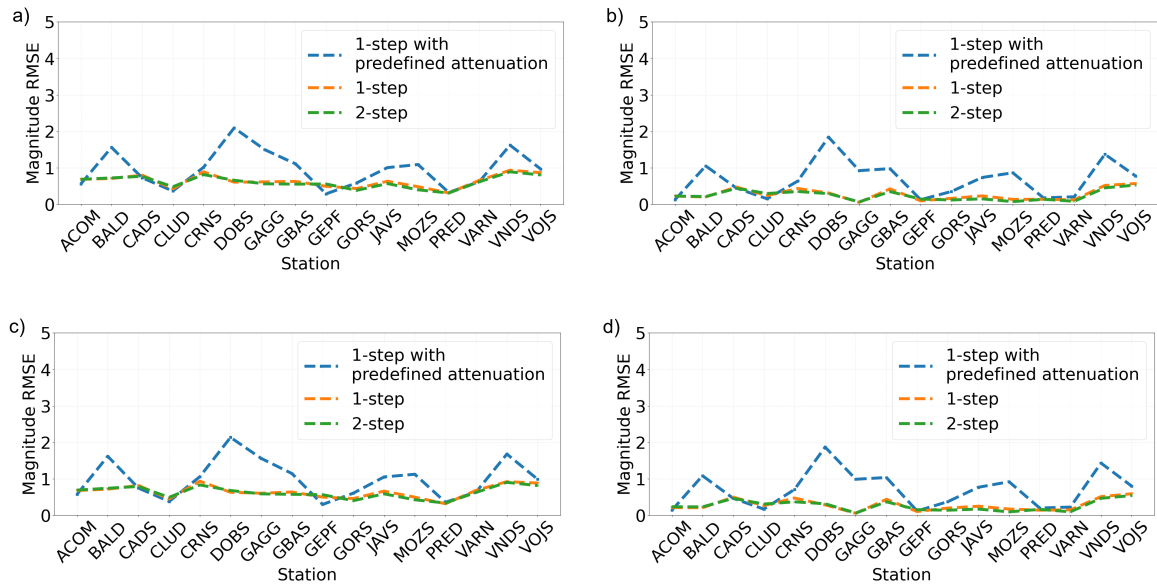 a)
5
4
3
2
1
0
Magnitude RMSE
1-step with
predefined attenuation
1-step
2-step
ACOM
BALD
CADS
CLUD
CRNS
DOBS
GAGG
GBAS
GEPF
GORS
JAVS
MOZS
PRED
VARN
VNDS
VOJS
Station
b)
5
4
3
2
1
0
Magnitude RMSE
1-step with
predefined attenuation
1-step
2-step
ACOM
BALD
CADS
CLUD
CRNS
DOBS
GAGG
GBAS
GEPF
GORS
JAVS
MOZS
PRED
VARN
VNDS
VOJS
Station
c)
5
4
3
2
1
0
Magnitude RMSE
1-step with
predefined attenuation
1-step
2-step
ACOM
BALD
CADS
CLUD
CRNS
DOBS
GAGG
GBAS
GEPF
GORS
JAVS
MOZS
PRED
VARN
VNDS
VOJS
Station
d)
5
4
3
2
1
0
Magnitude RMSE
1-step with
predefined attenuation
1-step
2-step
ACOM
BALD
CADS
CLUD
CRNS
DOBS
GAGG
GBAS
GEPF
GORS
JAVS
MOZS
PRED
VARN
VNDS
VOJS
Station